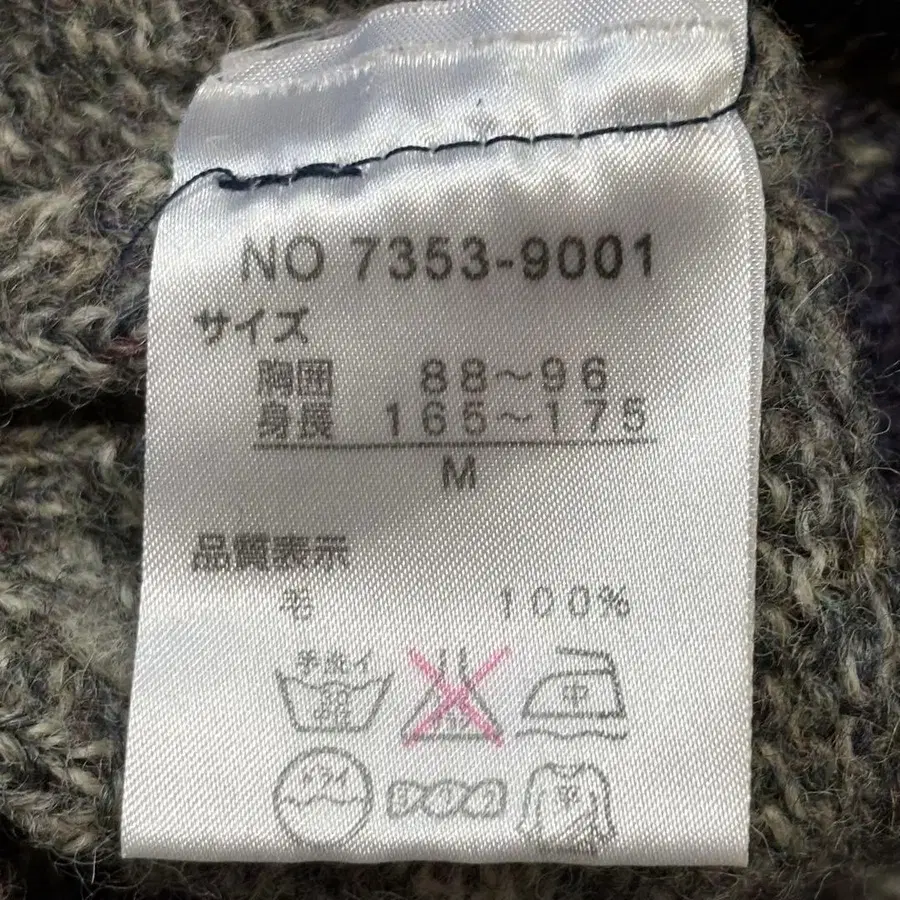 NO 7353-9001
サイズ
胸囲 88～96
身長 165～175
M
品質表示
毛 100%
手洗イ
中
ドライ
平